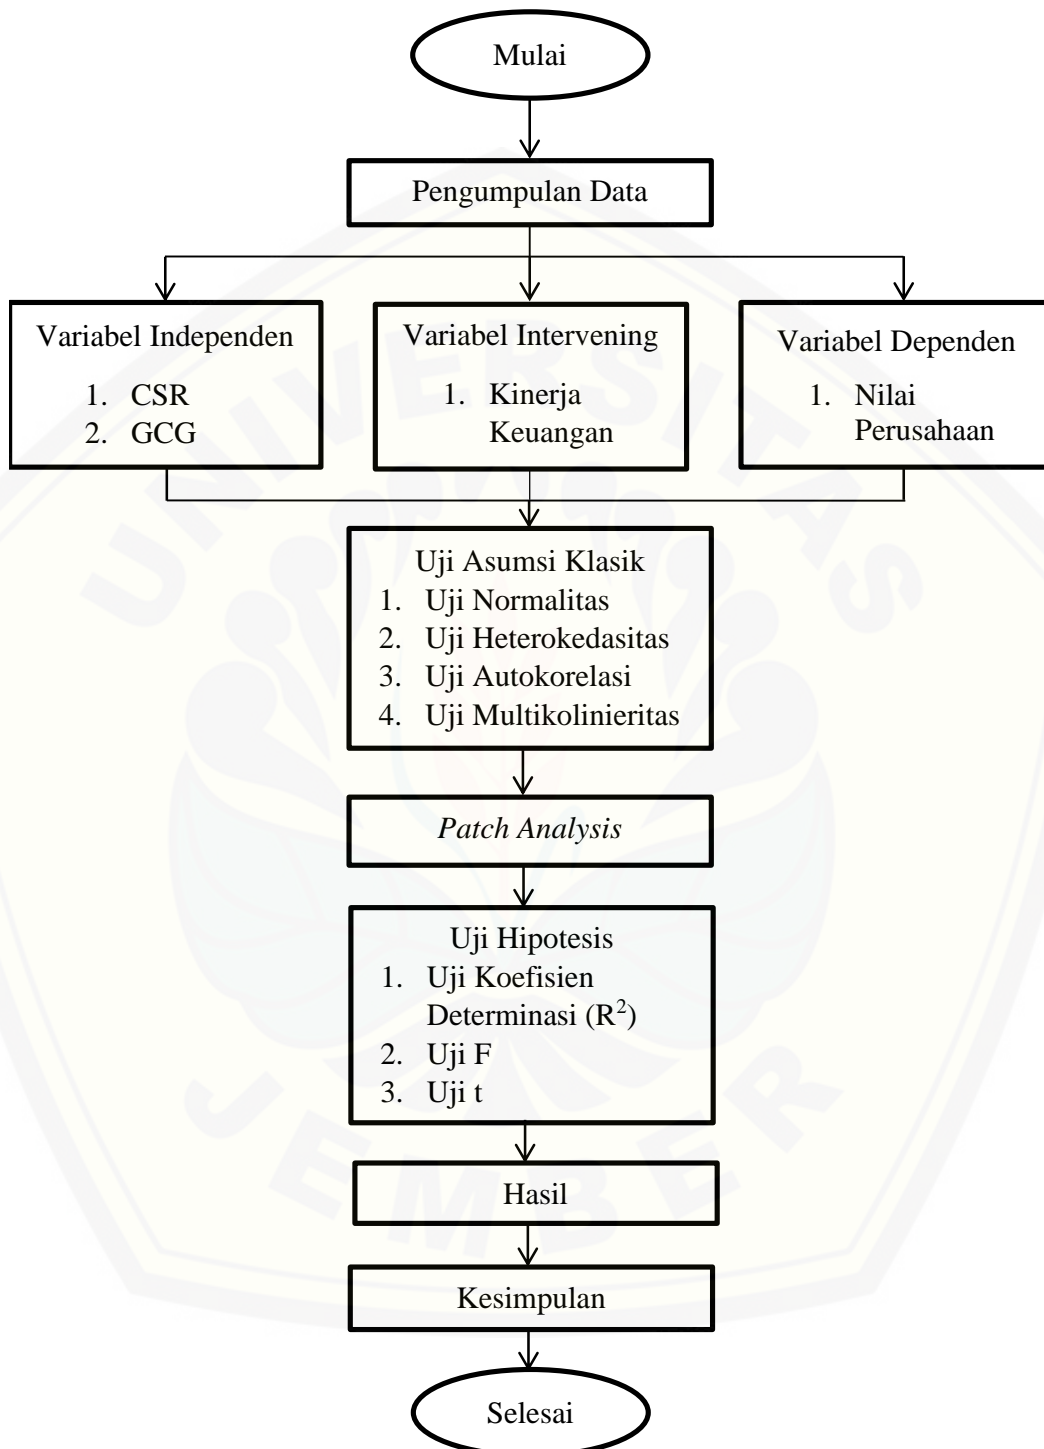 Mulai
Pengumpulan Data
Variabel Independen
1. CSR
2. GCG
Variabel Intervening
1. Kinerja
Keuangan
Variabel Dependen
1. Nilai
Perusahaan
Uji Asumsi Klasik
1. Uji Normalitas
2. Uji Heterokedasitas
3. Uji Autokorelasi
4. Uji Multikolinieritas
Patch Analysis
Uji Hipotesis
1. Uji Koefisien
Determinasi (R²)
2. Uji F
3. Uji t
Hasil
Kesimpulan
Selesai
UNIVERSITAS
JEMBER